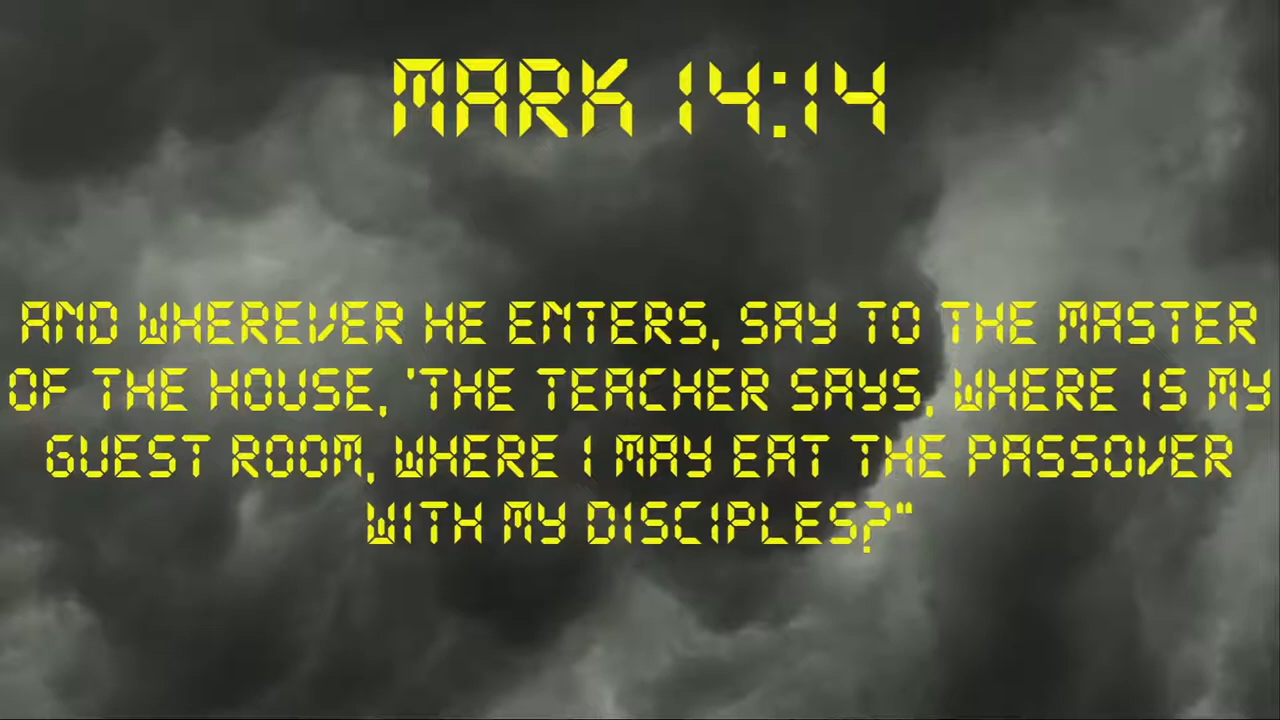 MARK 14:14
AND WHEREVER HE ENTERS, SAY TO THE MASTER
OF THE HOUSE, 'THE TEACHER SAYS, WHERE IS MY
GUEST ROOM, WHERE I MAY EAT THE PASSOVER
WITH MY DISCIPLES?"